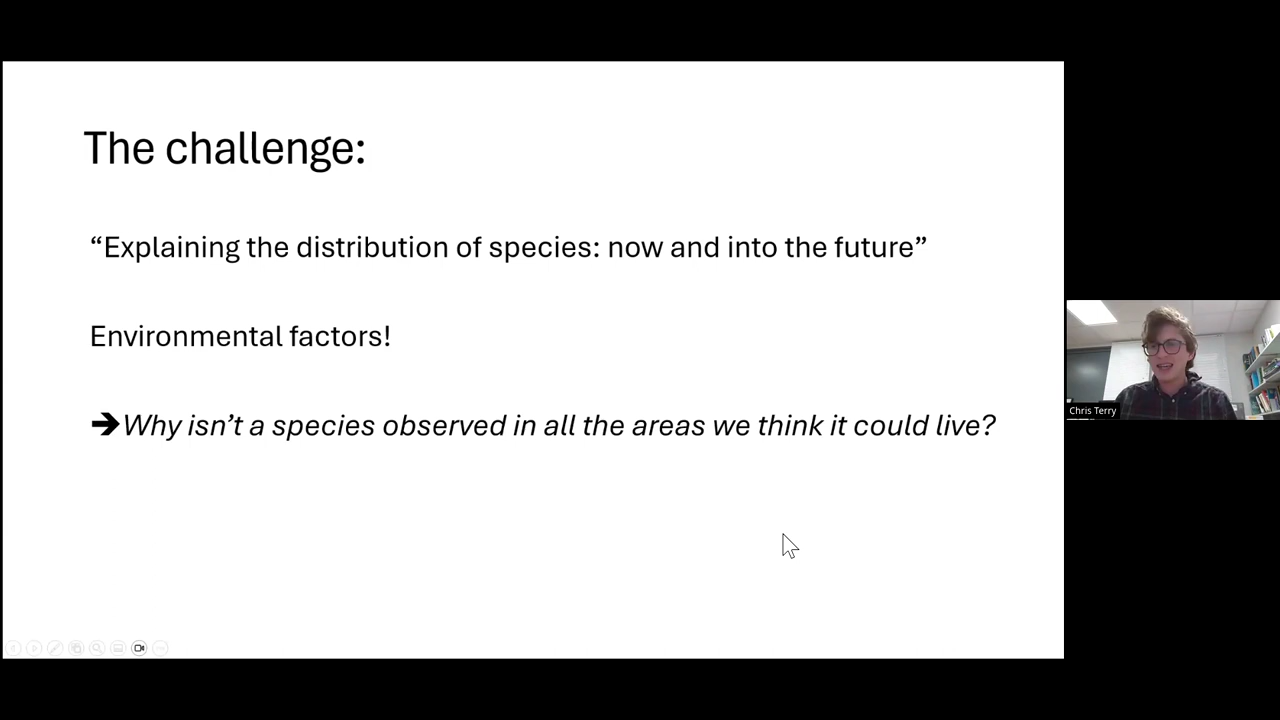 The challenge:
“Explaining the distribution of species: now and into the future”
Environmental factors!
➔Why isn’t a species observed in all the areas we think it could live?
Chris Terry